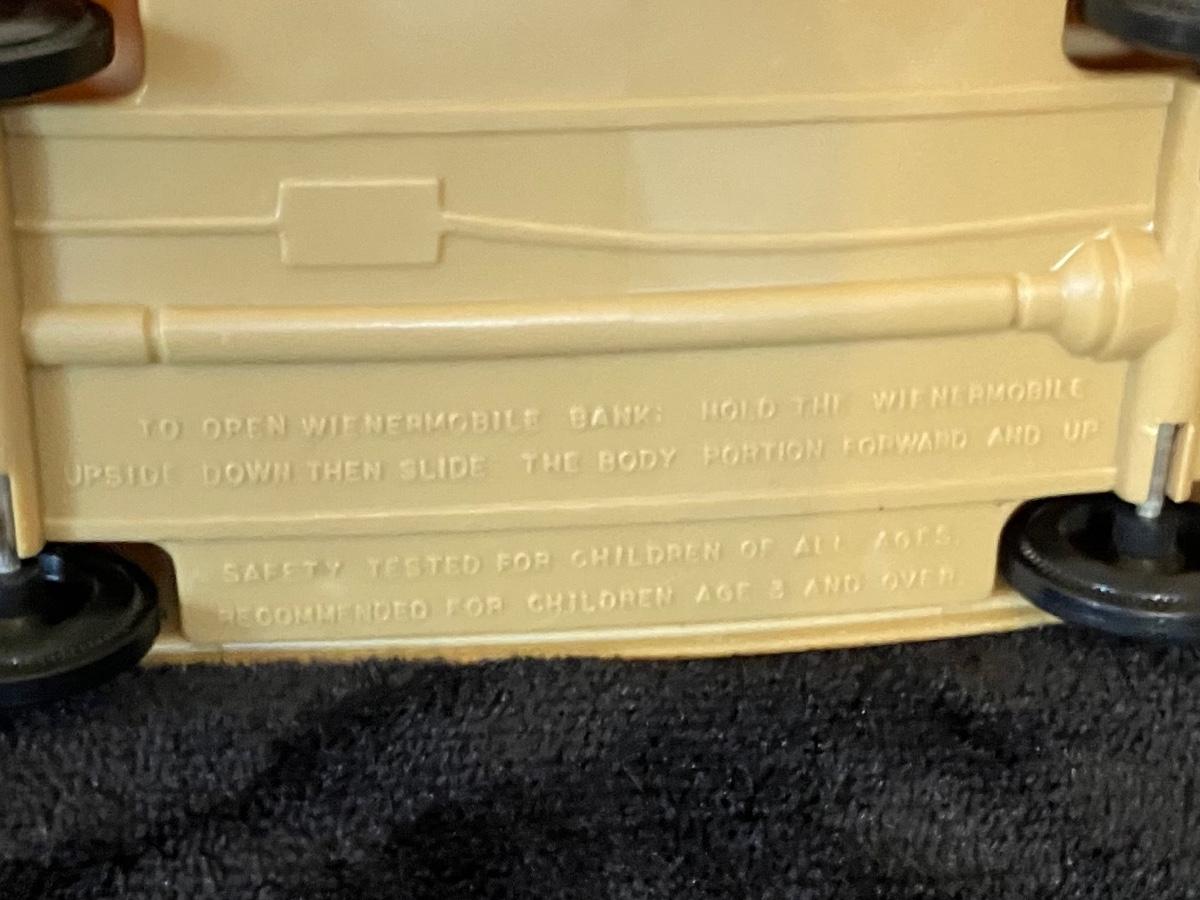 TO OPEN WIENERMOBILE BANK: HOLD THE WIENERMOBILE
UPSIDE DOWN THEN SLIDE THE BODY PORTION FORWARD AND UP
SAFETY TESTED FOR CHILDREN OF ALL AGES.
RECOMMENDED FOR CHILDREN AGE 3 AND OVER.